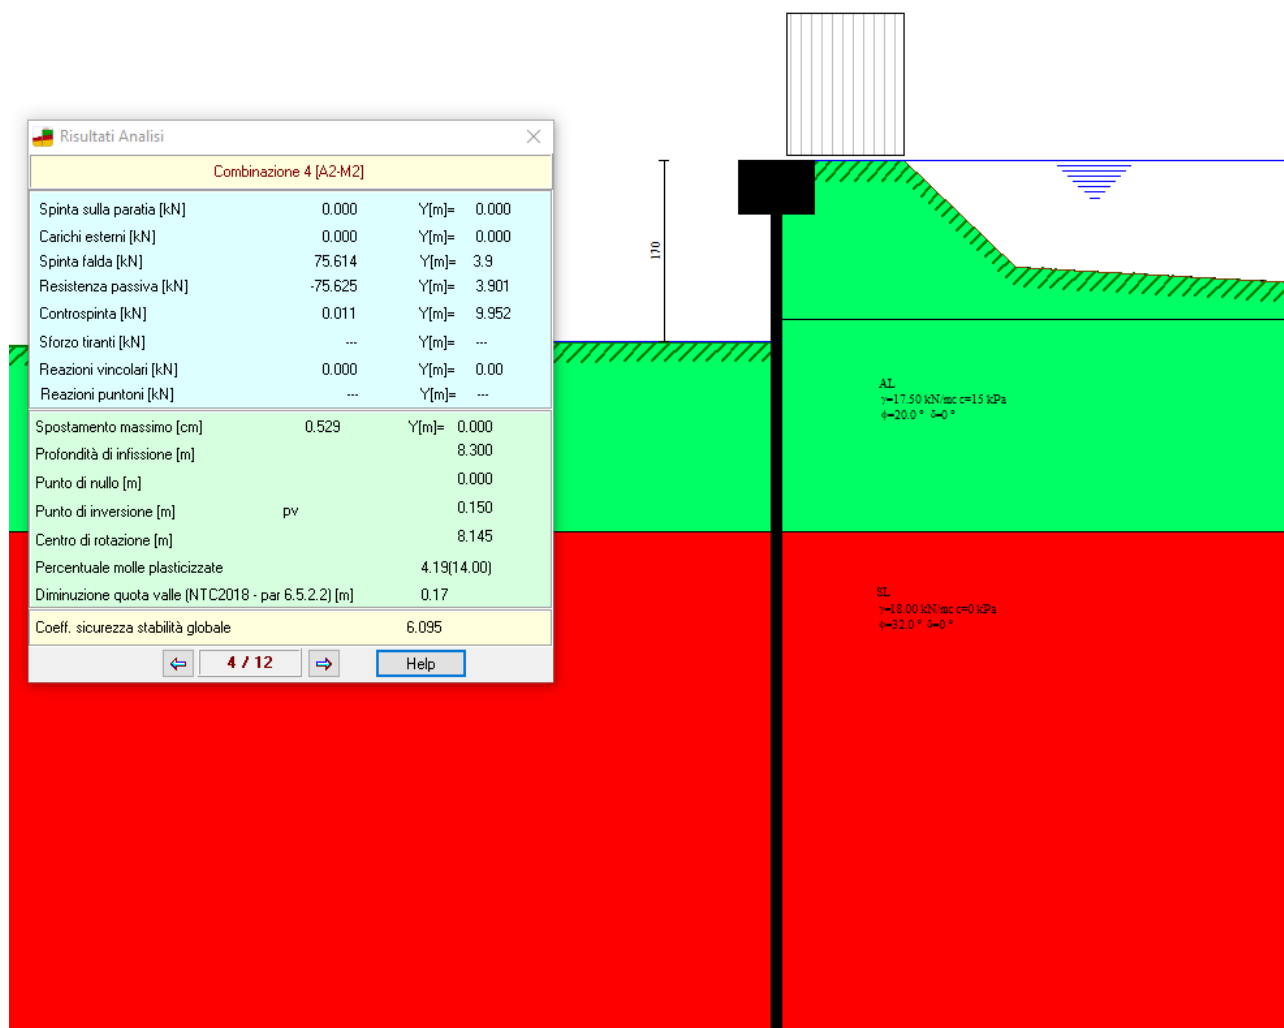 Risultati Analisi
Combinazione 4 [A2-M2]
Spinta sulla paratia [kN] 0.000 Y[m]= 0.000
Carichi esterni [kN] 0.000 Y[m]= 0.000
Spinta falda [kN] 75.614 Y[m]= 3.9
Resistenza passiva [kN] -75.625 Y[m]= 3.901
Controspinta [kN] 0.011 Y[m]= 9.952
Sforzo tiranti [kN] --- Y[m]= ---
Reazioni vincolari [kN] 0.000 Y[m]= 0.00
Reazioni puntoni [kN] --- Y[m]= ---
Spostamento massimo [cm] 0.529 Y[m]= 0.000
Profondità di infissione [m] 8.300
Punto di nullo [m] 0.000
Punto di inversione [m] pv 0.150
Centro di rotazione [m] 8.145
Percentuale molle plasticizzate 4.19(14.00)
Diminuzione quota valle (NTC2018 - par 6.5.2.2) [m] 0.17
Coeff. sicurezza stabilità globale 6.095
4 / 12 Help
170
AL
γ=17.50 kN/mc c=15 kPa
ϕ=20.0 ° δ=0 °
SL
γ=18.00 kN/mc c=0 kPa
ϕ=32.0 ° δ=0 °